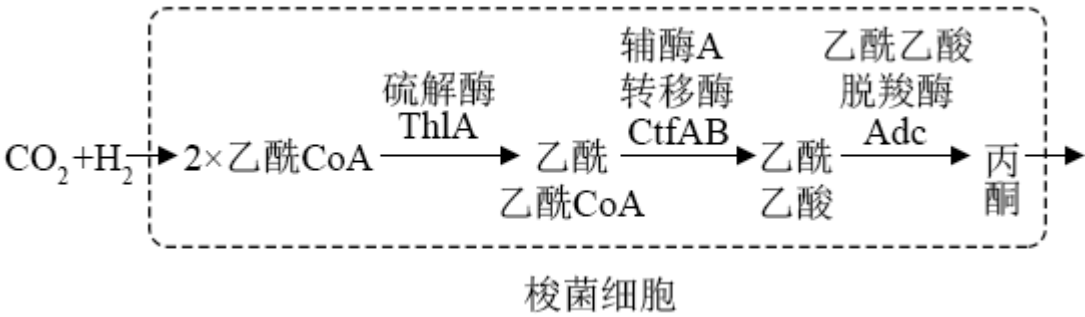 辅酶A 乙酰乙酸
硫解酶 转移酶 脱羧酶
ThlA CtfAB Adc
CO₂+H₂ 2×乙酰CoA 乙酰 乙酰 丙
乙酰CoA 乙酸 酮
梭菌细胞